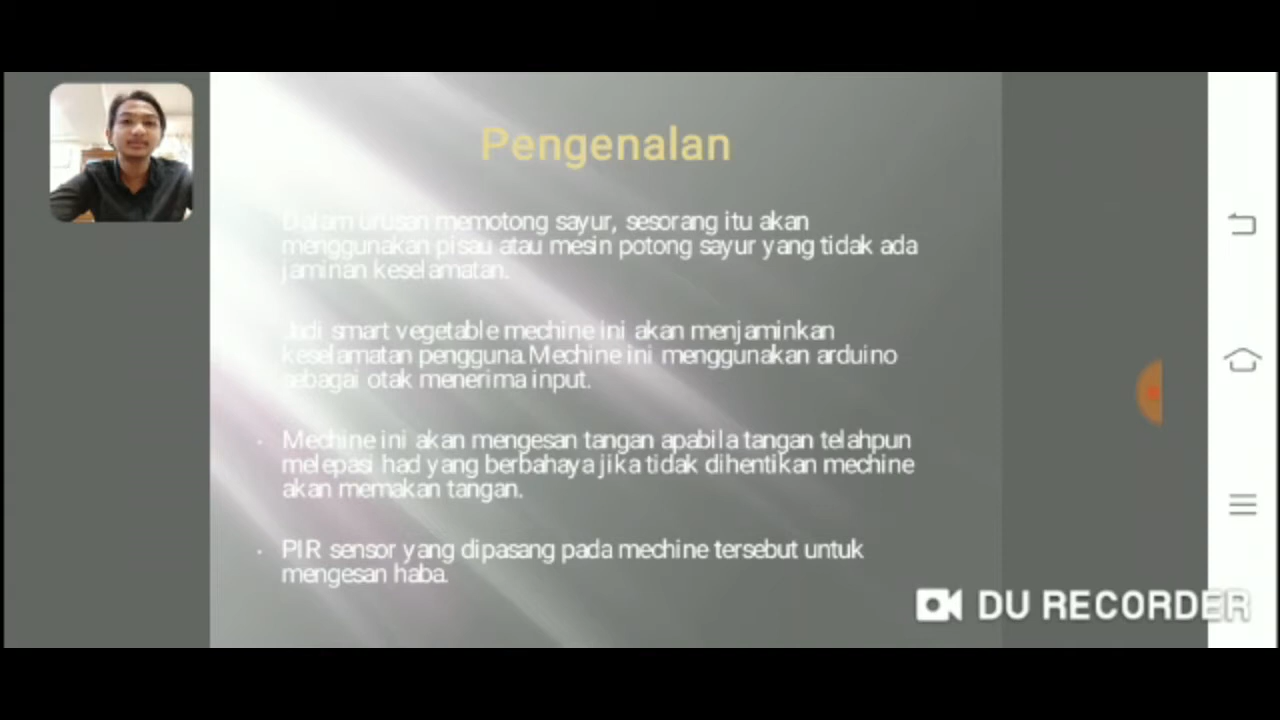 Pengenalan
Dalam urusan memotong sayur, sesorang itu akan
menggunakan pisau atau mesin potong sayur yang tidak ada
jaminan keselamatan.
Jadi smart vegetable mechine ini akan menjaminkan
keselamatan pengguna.Mechine ini menggunakan arduino
sebagai otak menerima input.
• Mechine ini akan mengesan tangan apabila tangan telahpun
melepasi had yang berbahaya jika tidak dihentikan mechine
akan memakan tangan.
• PIR sensor yang dipasang pada mechine tersebut untuk
mengesan haba.
DU RECORDER